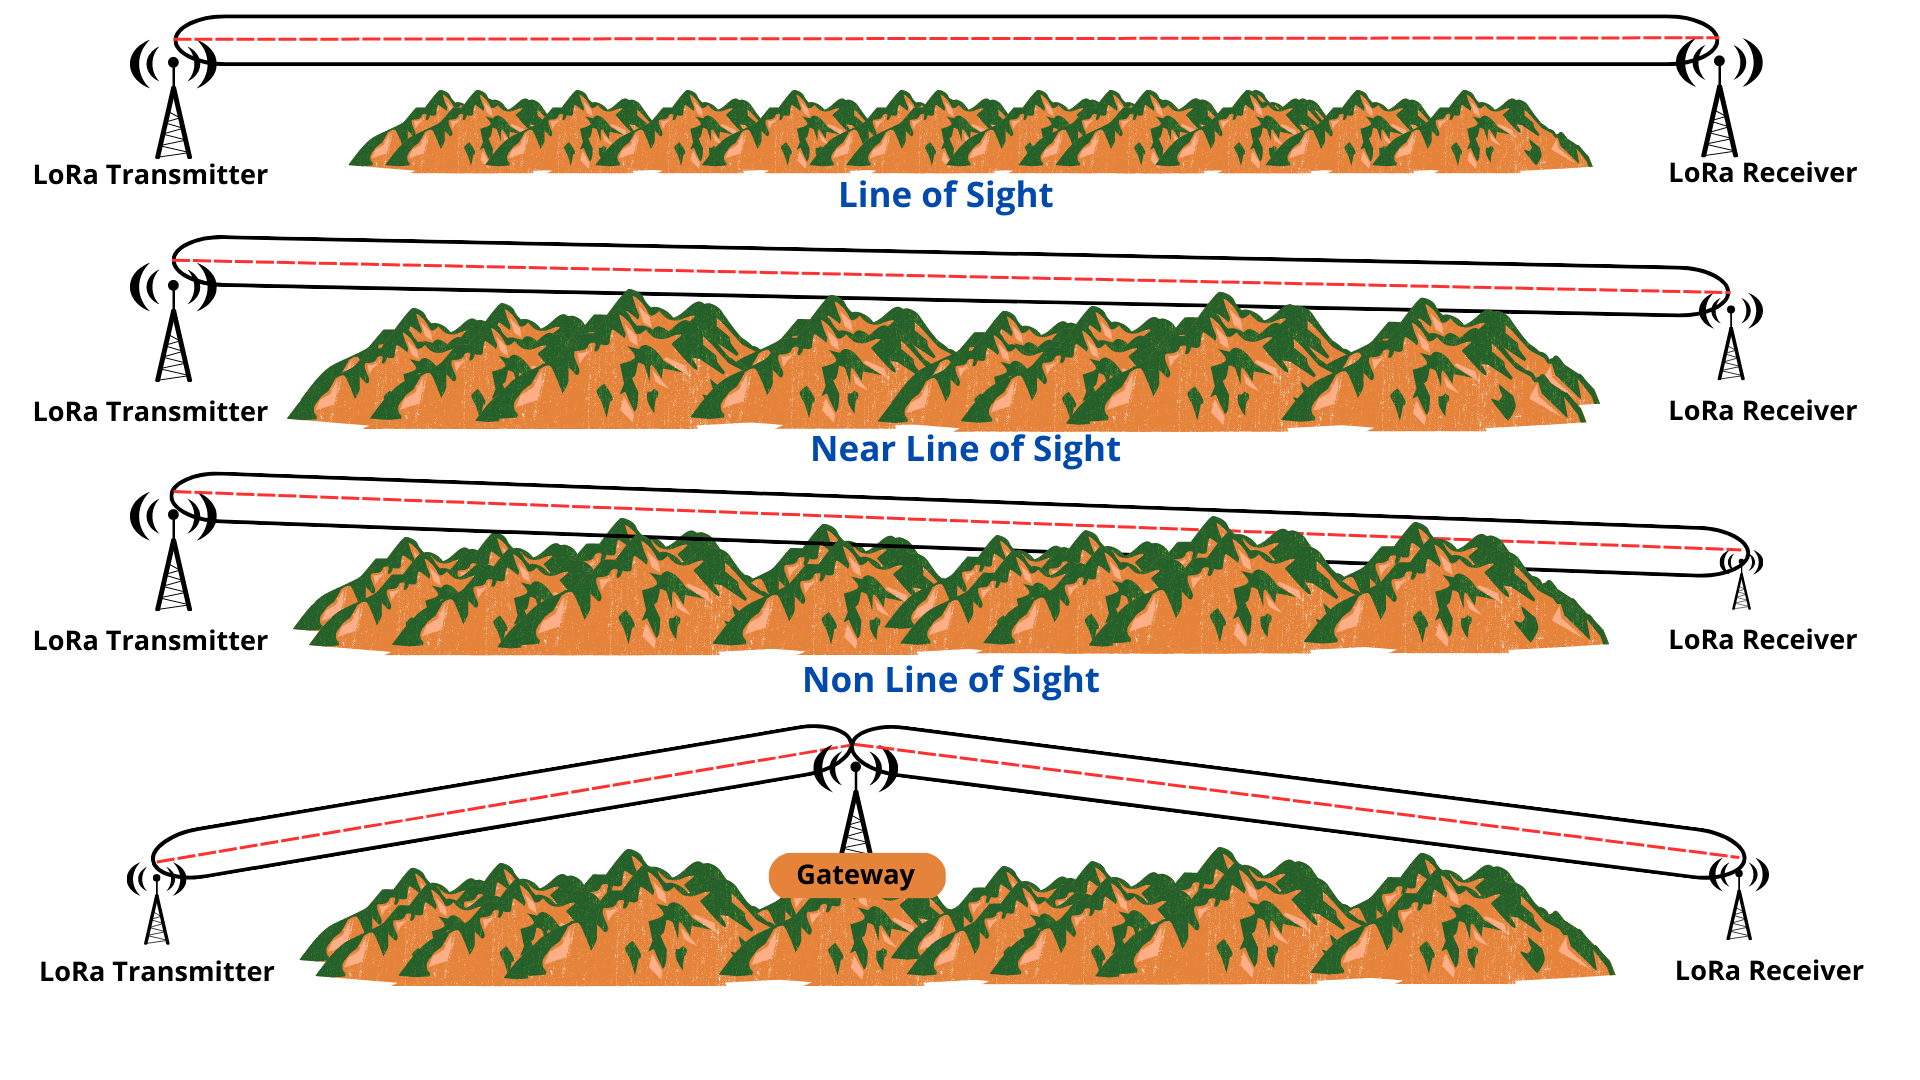 LoRa Transmitter
LoRa Receiver
Line of Sight
LoRa Transmitter
LoRa Receiver
Near Line of Sight
LoRa Transmitter
LoRa Receiver
Non Line of Sight
Gateway
LoRa Transmitter
LoRa Receiver